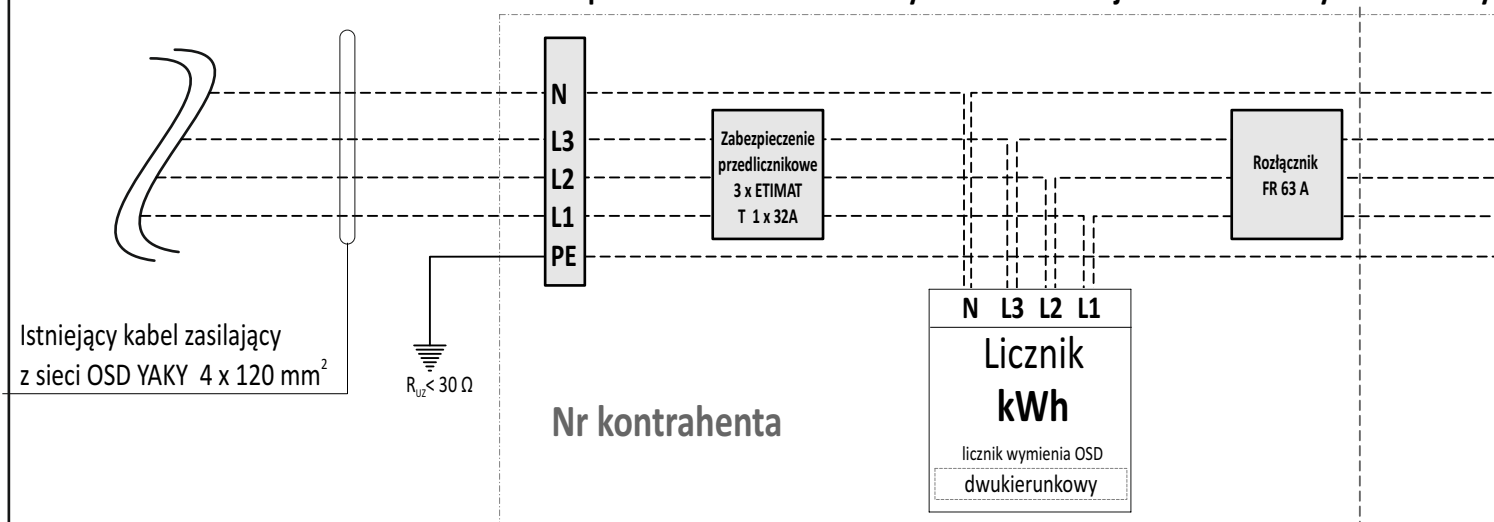 N
L3
L2
L1
PE
Zabezpieczenie
przedlicznikowe
3 x ETIMAT
T 1 x 32A
Rozłącznik
FR 63 A
N L3 L2 L1
Licznik
kWh
licznik wymienia OSD
dwukierunkowy
Istniejący kabel zasilający
z sieci OSD YAKY 4 x 120 mm²
Ruz< 30 Ω
Nr kontrahenta